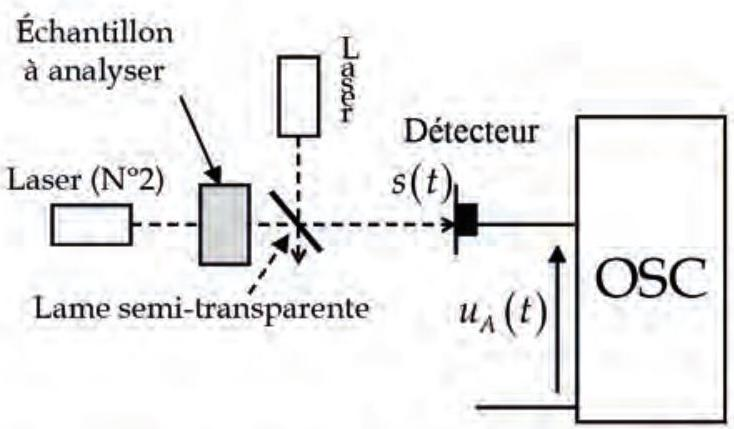 Échantillon
à analyser
Laser
Détecteur
Laser (N°2)
s(t)
Lame semi-transparente
u_A(t)
OSC